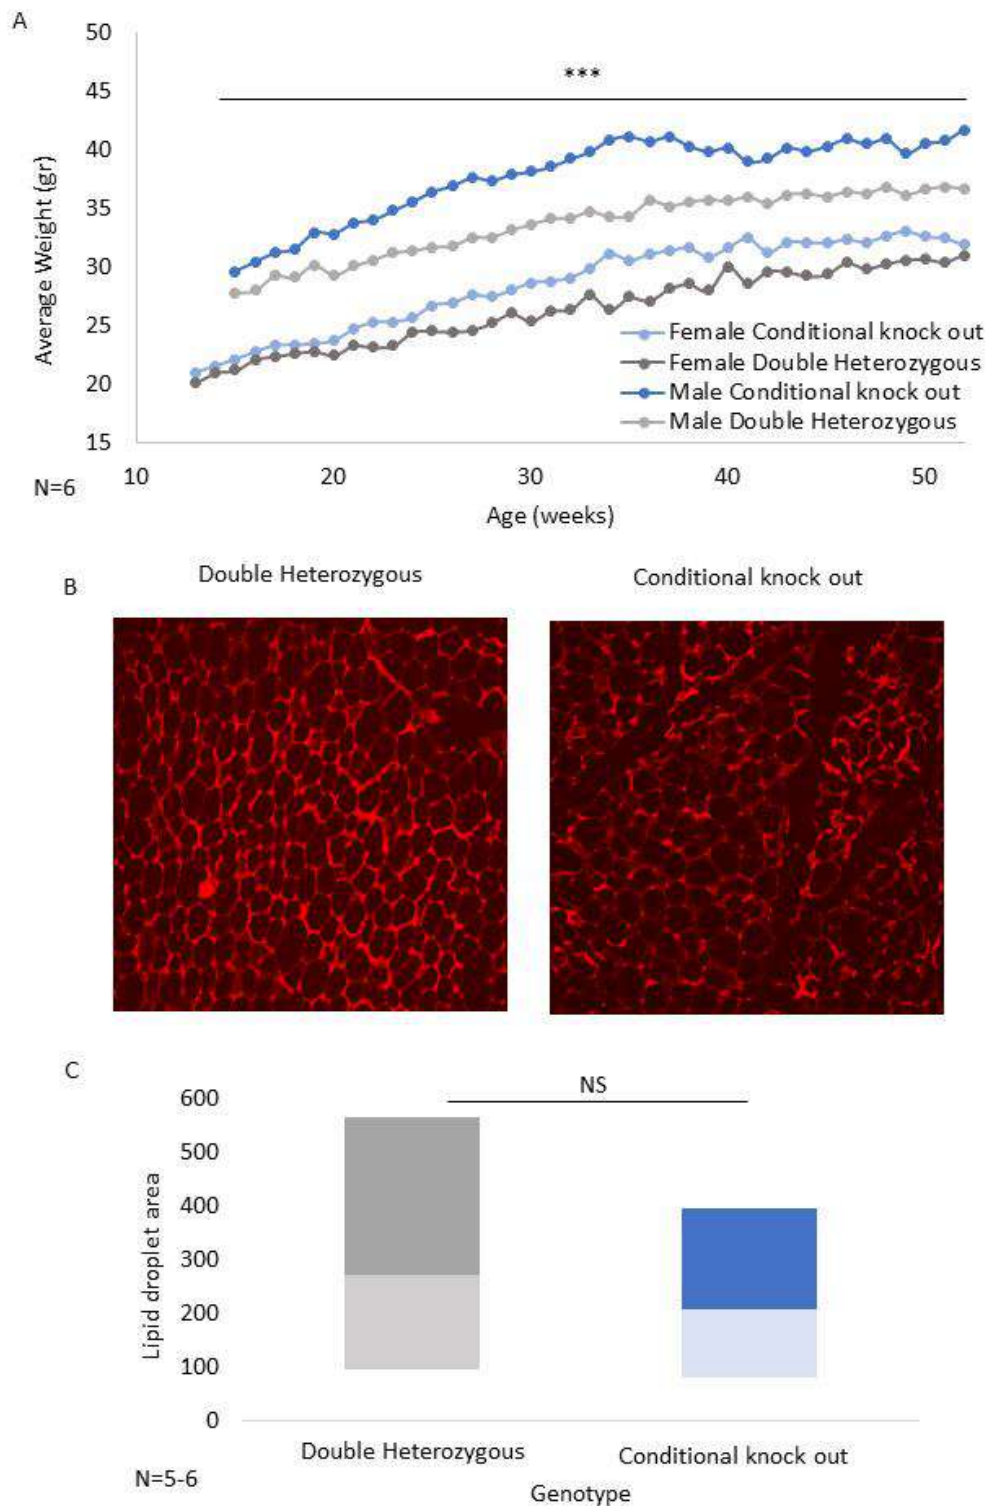 A
50
45
40
35
30
25
20
15
***
Average Weight (gr)
Female Conditional knock out
Female Double Heterozygous
Male Conditional knock out
Male Double Heterozygous
10 20 30 40 50
N=6
Age (weeks)
B
Double Heterozygous
Conditional knock out
C
NS
600
500
400
300
200
100
0
Lipid droplet area
Double Heterozygous
Conditional knock out
N=5-6
Genotype